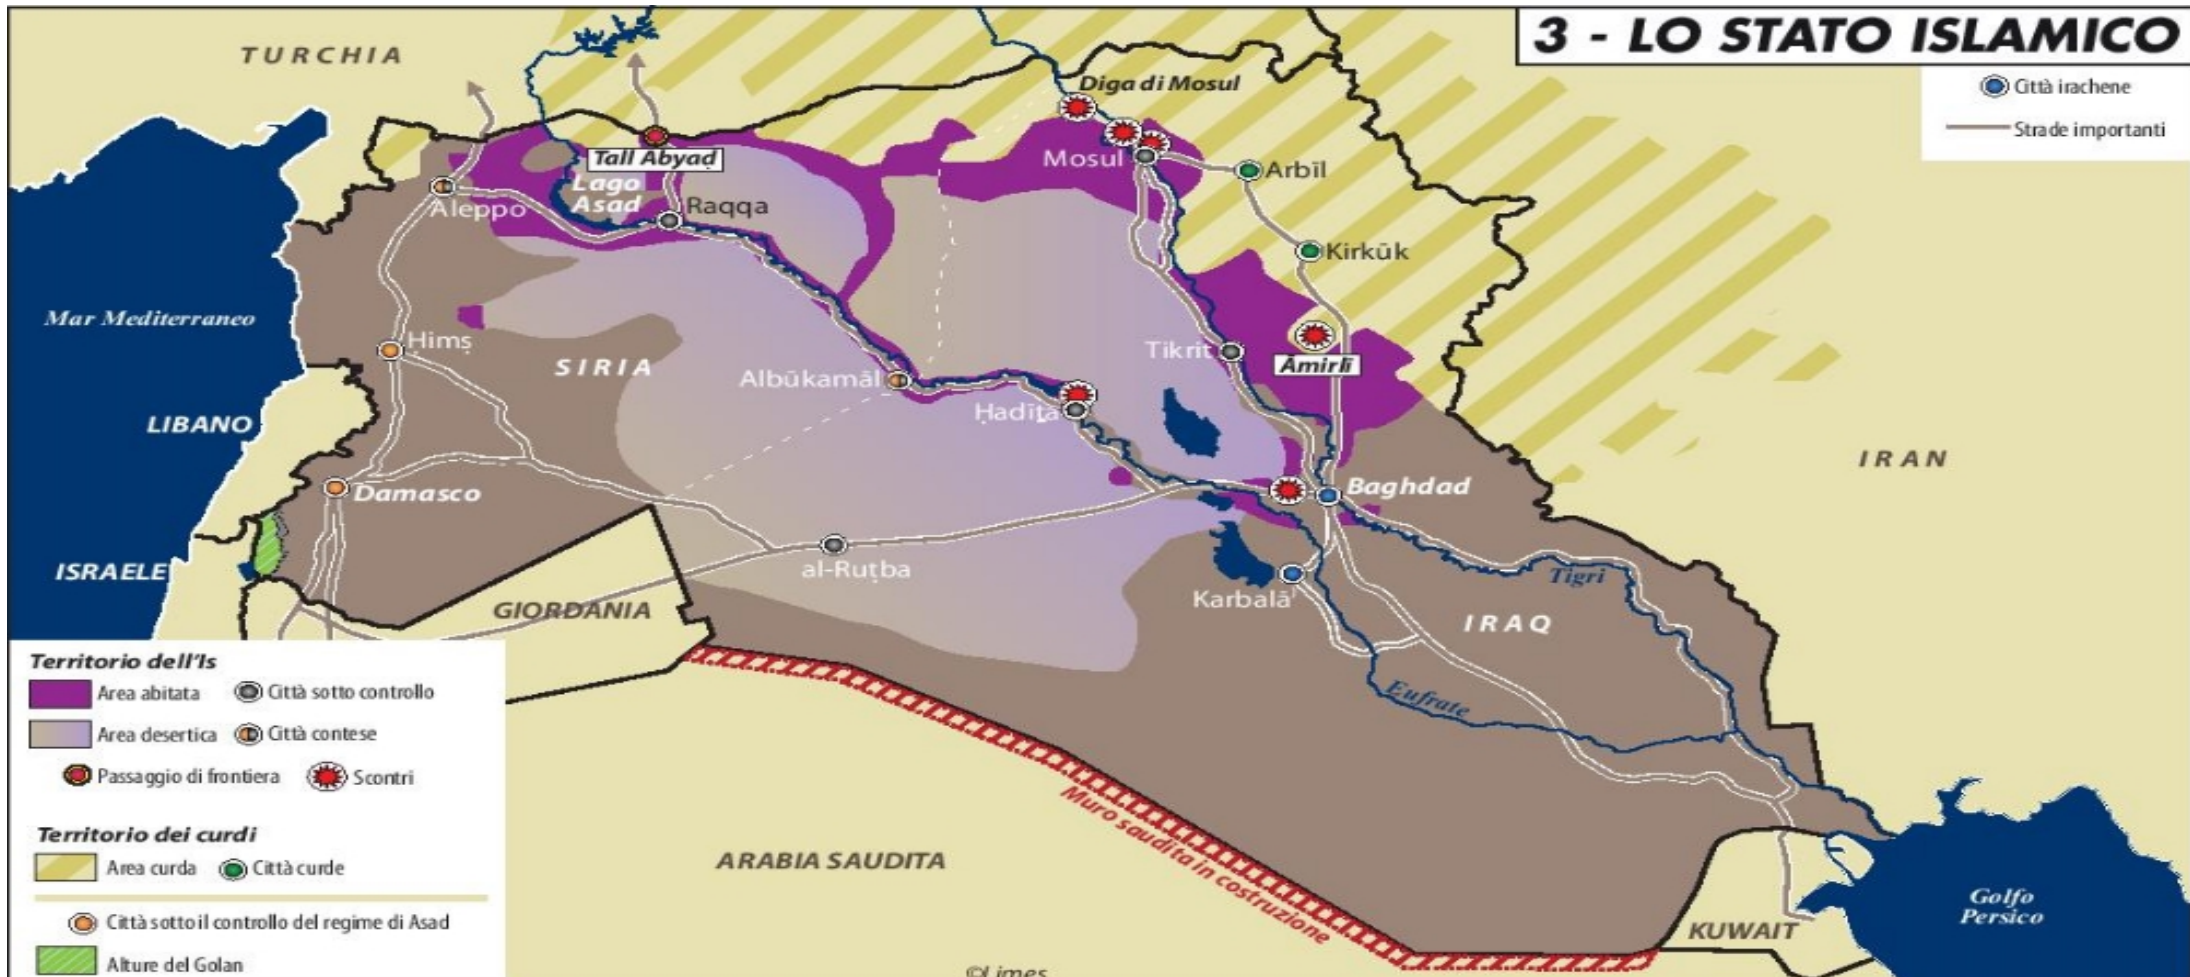 3 - LO STATO ISLAMICO
Città irachene
Strade importanti
TURCHIA
Diga di Mosul
Tall Abyaḍ
Mosul
Arbīl
Lago
Asad
Aleppo
Raqqa
Kirkūk
Mar Mediterraneo
Ḥimṣ
SIRIA
Tikrīt
Albūkamāl
Āmirlī
Ḥadīṯa
LIBANO
IRAN
Damasco
Baghdad
ISRAELE
al-Ruṭba
Tigri
GIORDANIA
Karbalā'
IRAQ
Eufrate
Territorio dell'Is
Area abitata
Città sotto controllo
Area desertica
Città contese
Passaggio di frontiera
Scontri
Territorio dei curdi
Area curda
Città curde
Città sotto il controllo del regime di Asad
Alture del Golan
Muro saudita in costruzione
ARABIA SAUDITA
Golfo
Persico
KUWAIT
©Limes